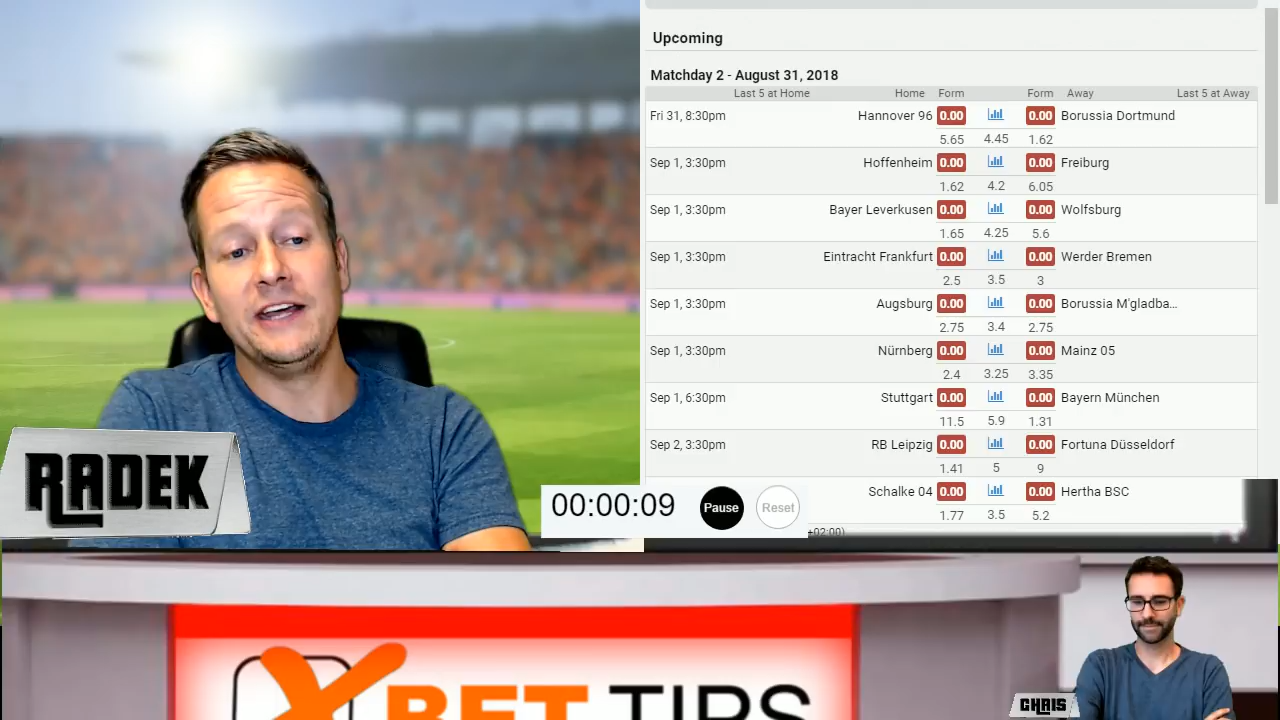 Upcoming
Matchday 2 - August 31, 2018
Last 5 at Home Home Form Form Away Last 5 at Away
Fri 31, 8:30pm Hannover 96 0.00 0.00 Borussia Dortmund
5.65 4.45 1.62
Sep 1, 3:30pm Hoffenheim 0.00 0.00 Freiburg
1.62 4.2 6.05
Sep 1, 3:30pm Bayer Leverkusen 0.00 0.00 Wolfsburg
1.65 4.25 5.6
Sep 1, 3:30pm Eintracht Frankfurt 0.00 0.00 Werder Bremen
2.5 3.5 3
Sep 1, 3:30pm Augsburg 0.00 0.00 Borussia M'gladba...
2.75 3.4 2.75
Sep 1, 3:30pm Nürnberg 0.00 0.00 Mainz 05
2.4 3.25 3.35
Sep 1, 6:30pm Stuttgart 0.00 0.00 Bayern München
11.5 5.9 1.31
Sep 2, 3:30pm RB Leipzig 0.00 0.00 Fortuna Düsseldorf
1.41 5 9
Schalke 04 0.00 0.00 Hertha BSC
1.77 3.5 5.2
+02:00)
RADEK
00:00:09 Pause Reset
BET TIPS
CHRIS